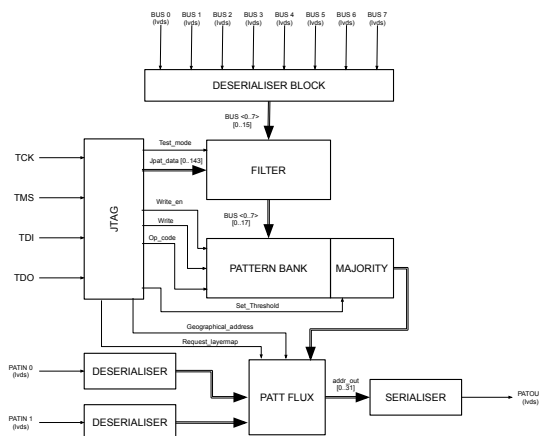 BUS 0 BUS 1 BUS 2 BUS 3 BUS 4 BUS 5 BUS 6 BUS 7
(lvds) (lvds) (lvds) (lvds) (lvds) (lvds) (lvds) (lvds)
DESERIALISER BLOCK
BUS <0..7>
[0..15]
Test_mode
TCK
Jpat_data [0..143]
FILTER
TMS
JTAG
Write_en
BUS <0..7>
[0..17]
Write
TDI
Op_code
PATTERN BANK
MAJORITY
TDO
Set_Threshold
Geographical_address
Request_layermap
PATIN 0
(lvds)
DESERIALISER
PATT FLUX
addr_out
[0..31]
SERIALISER
PATOU
(lvds)
PATIN 1
(lvds)
DESERIALISER